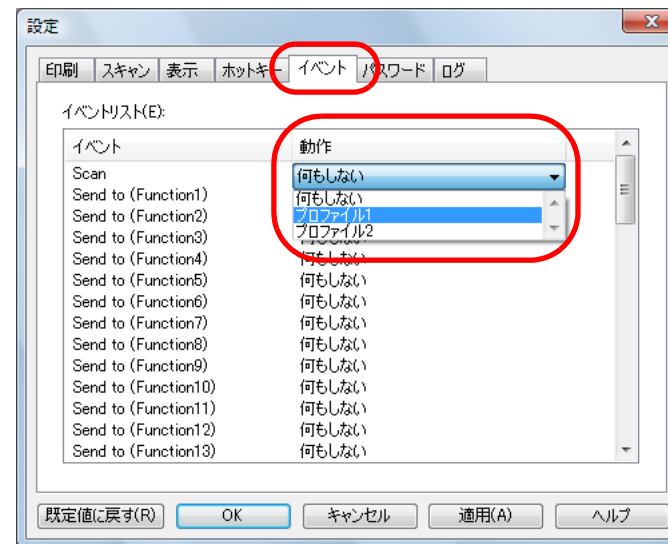 設定
印刷 スキャン 表示 ホットキー イベント パスワード ログ
イベントリスト(E):
イベント 動作
Scan 何もしない
Send to (Function1) 何もしない
Send to (Function2) プロファイル1
Send to (Function3) プロファイル2
Send to (Function4) 何もしない
Send to (Function5) 何もしない
Send to (Function6) 何もしない
Send to (Function7) 何もしない
Send to (Function8) 何もしない
Send to (Function9) 何もしない
Send to (Function10) 何もしない
Send to (Function11) 何もしない
Send to (Function12) 何もしない
Send to (Function13) 何もしない
既定値に戻す(R) OK キャンセル 適用(A) ヘルプ